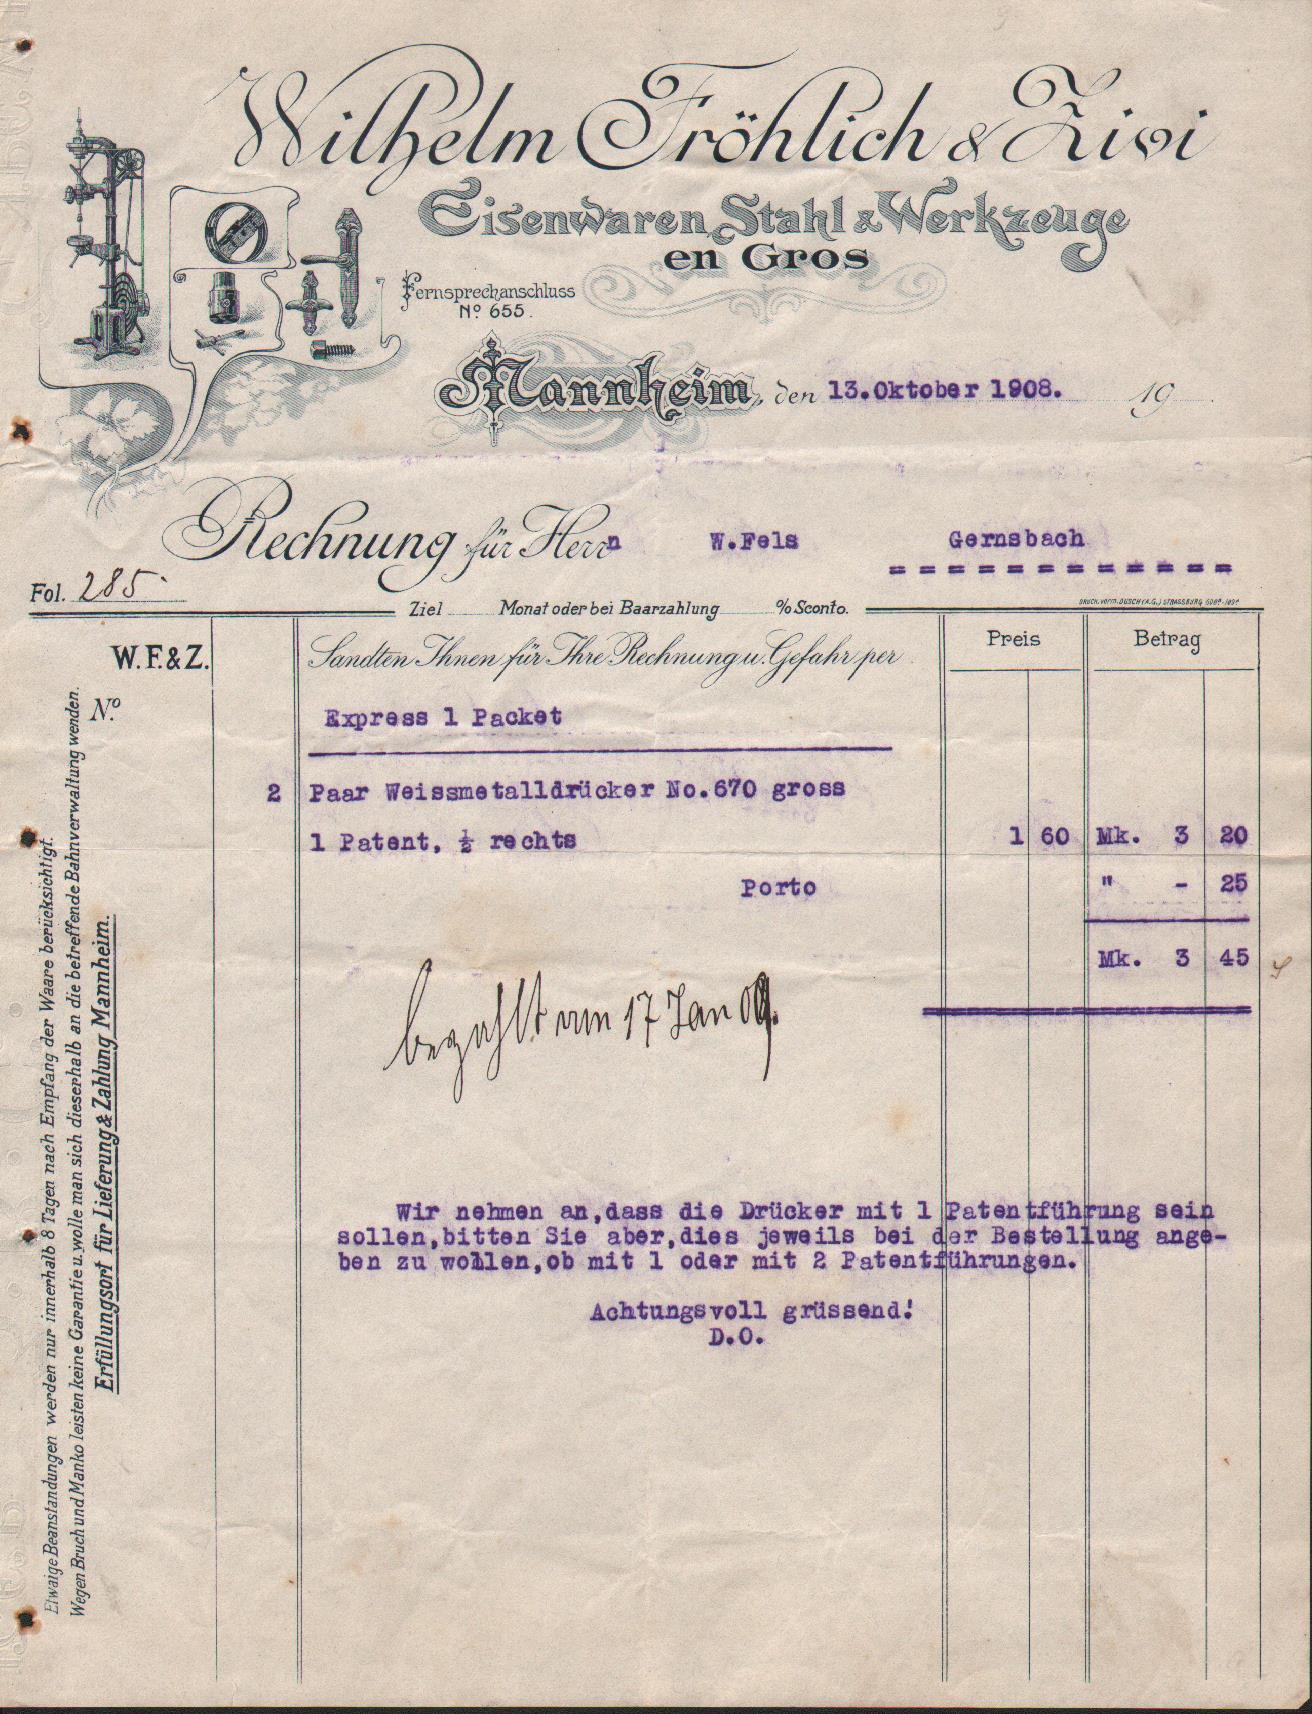 Wilhelm Fröhlich & Zivi
Eisenwaren, Stahl & Werkzeuge
en Gros
Fernsprechanschluss
No. 655.
Mannheim, den 13.Oktober 1908. 19
Rechnung für Herrn W.Fels Gernsbach
Fol. 285.
Ziel Monat oder bei Baarzahlung % Sconto.
W.F.&Z.
No.
Sandten Ihnen für Ihre Rechnung u. Gefahr per
Preis Betrag
Express 1 Packet
2 Paar Weissmetalldrücker No.670 gross
1 Patent, ½ rechts 1 60 Mk. 3 20
Porto " - 25
Mk. 3 45
bezahlt am 17 Jan 09.
Wir nehmen an,dass die Drücker mit 1 Patentführung sein
sollen,bitten Sie aber,dies jeweils bei der Bestellung ange-
ben zu wollen,ob mit 1 oder mit 2 Patentführungen.
Achtungsvoll grüssend!
D.O.
Etwaige Beanstandungen werden nur innerhalb 8 Tagen nach Empfang der Waare berücksichtigt.
Wegen Bruch und Manko leisten keine Garantie u. wolle man sich dieserhalb an die betreffende Bahnverwaltung wenden.
Erfüllungsort für Lieferung & Zahlung Mannheim.